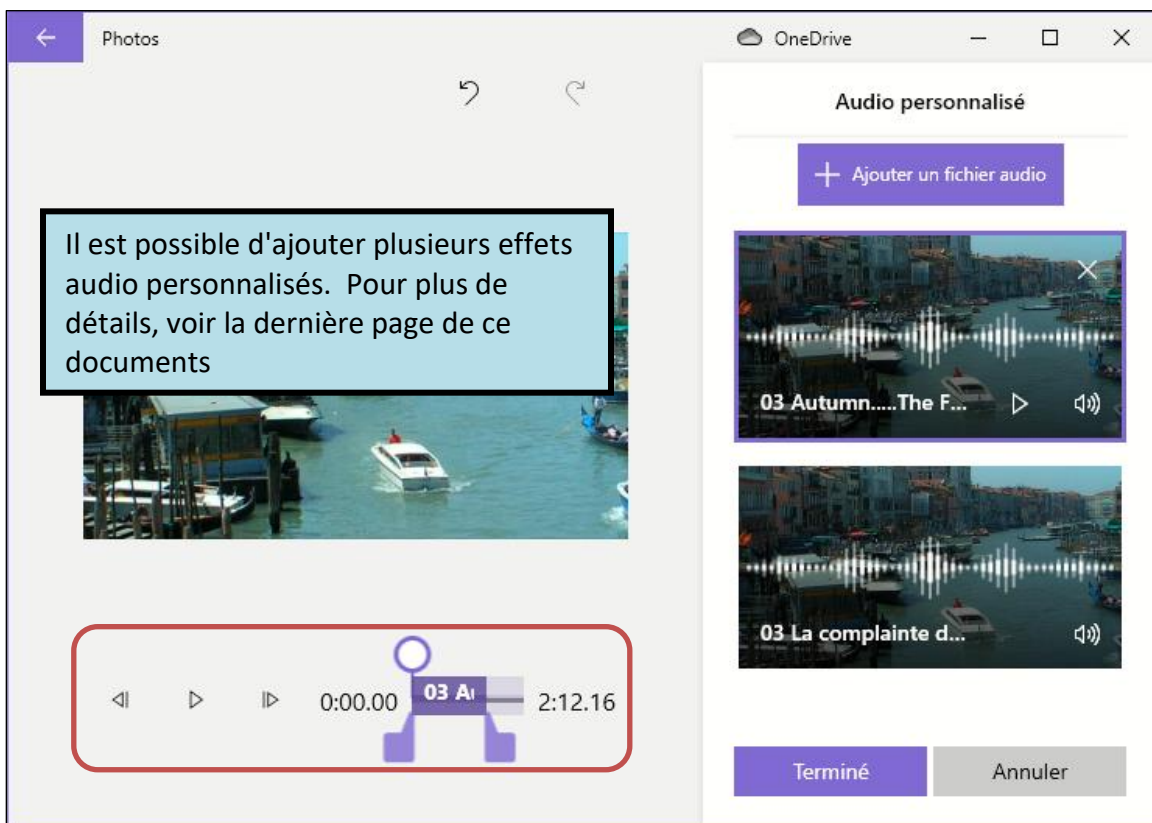 Photos
OneDrive
Audio personnalisé
Ajouter un fichier audio
Il est possible d'ajouter plusieurs effets
audio personnalisés.  Pour plus de
détails, voir la dernière page de ce
documents
03 Autumn.....The F...
03 La complainte d...
0:00.00
03 Au
2:12.16
Terminé
Annuler